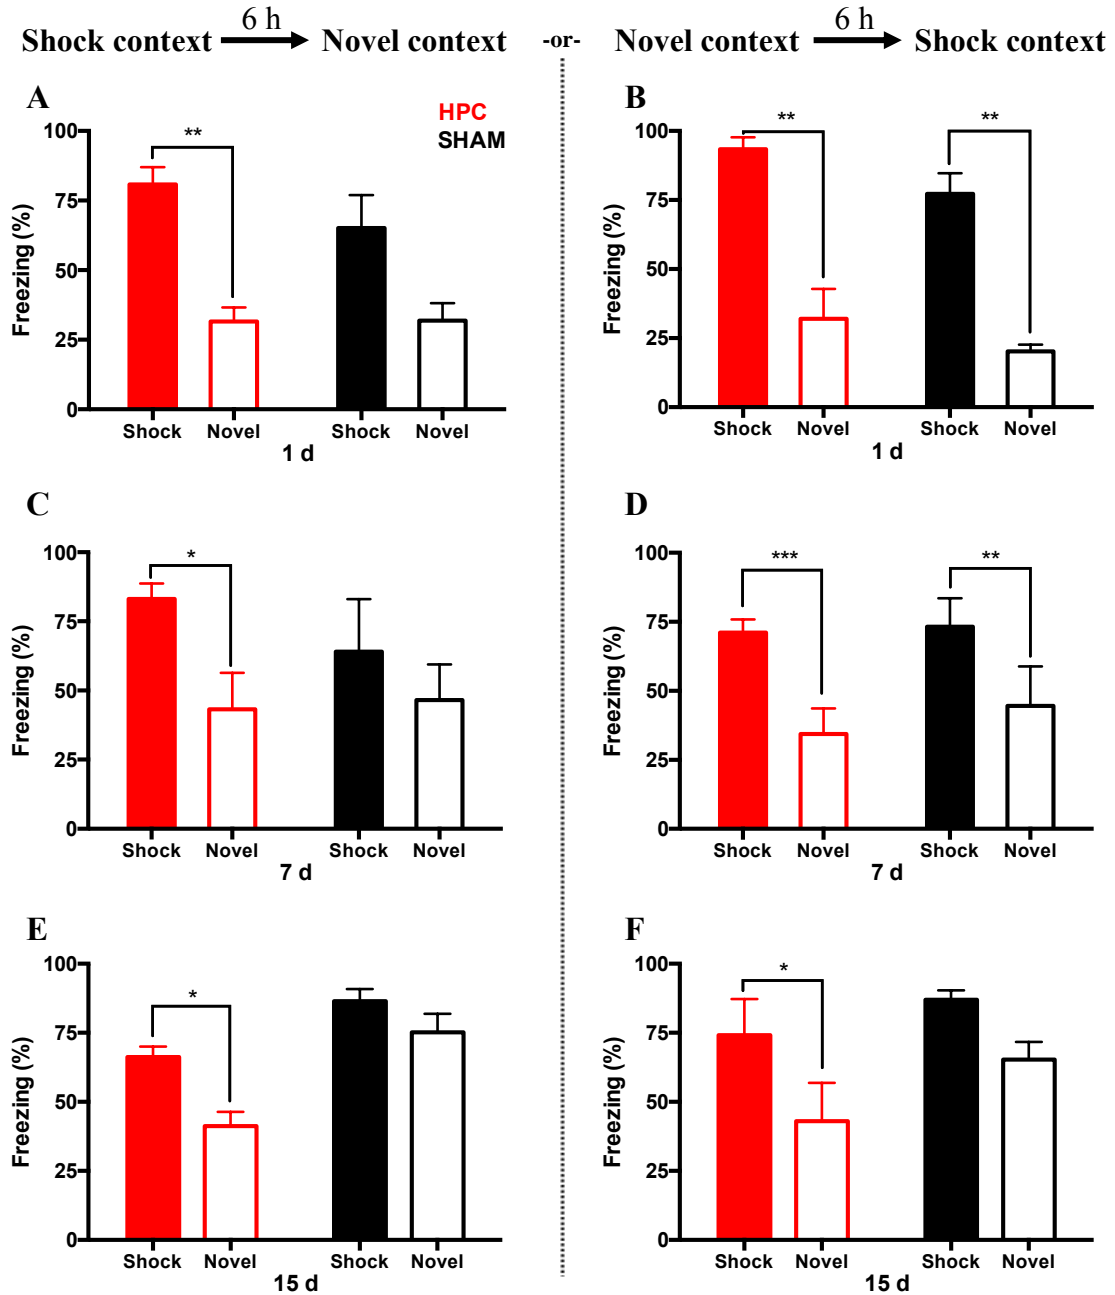 6 h
Shock context Novel context
-or-
6 h
Novel context Shock context
A
HPC
SHAM
**
Freezing (%)
100
75
50
25
0
Shock Novel Shock Novel
1 d
B
** **
Freezing (%)
100
75
50
25
0
Shock Novel Shock Novel
1 d
C
*
Freezing (%)
100
75
50
25
0
Shock Novel Shock Novel
7 d
D
*** **
Freezing (%)
100
75
50
25
0
Shock Novel Shock Novel
7 d
E
*
Freezing (%)
100
75
50
25
0
Shock Novel Shock Novel
15 d
F
*
Freezing (%)
100
75
50
25
0
Shock Novel Shock Novel
15 d